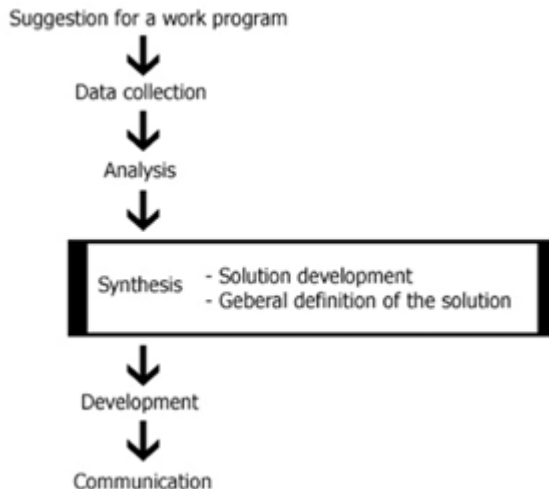 Suggestion for a work program
Data collection
Analysis
Synthesis
- Solution development
- Geberal definition of the solution
Development
Communication